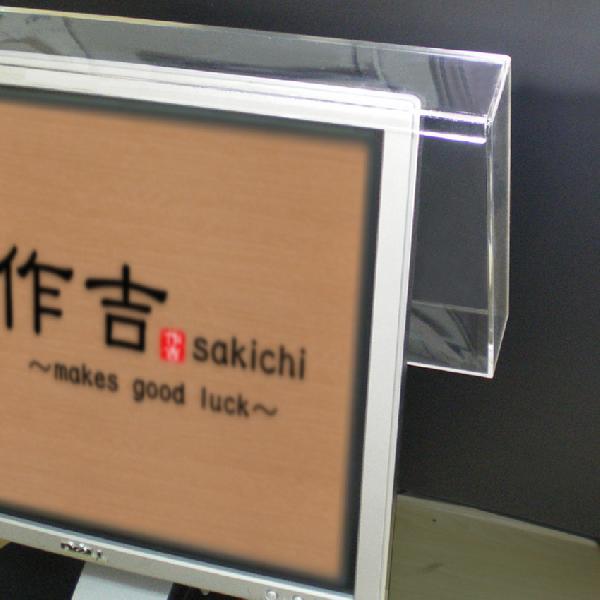 作吉 sakichi
～makes good luck～